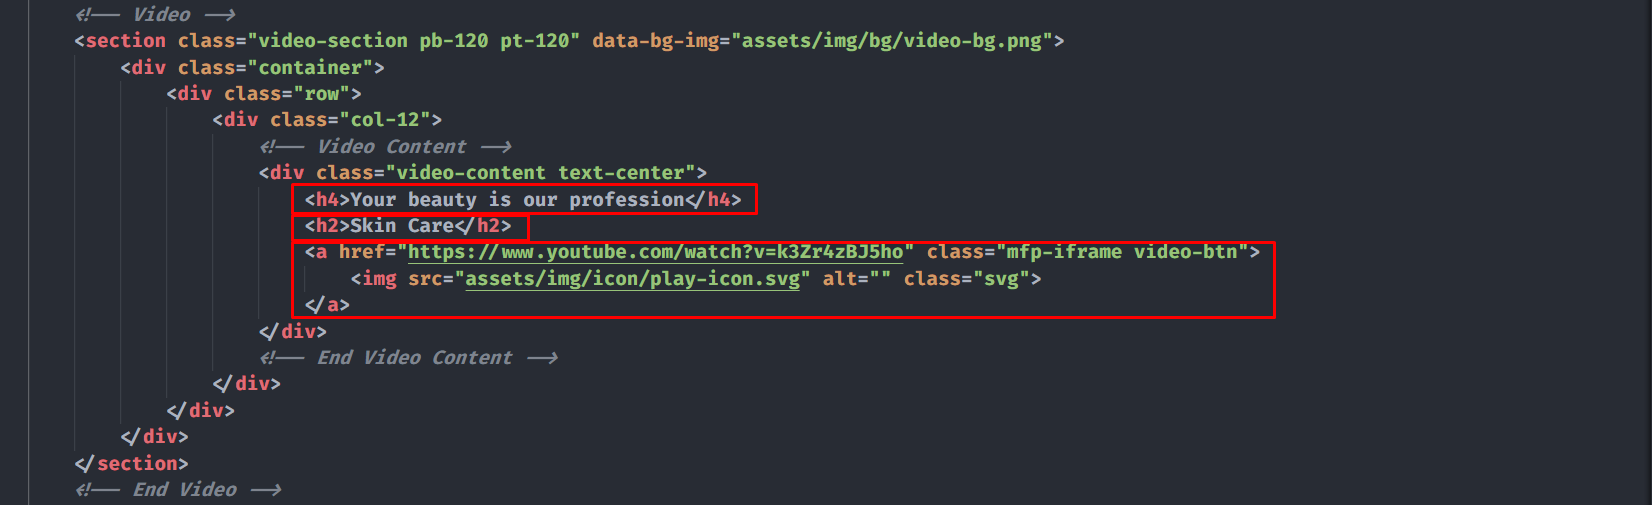 <!-- Video -->
<section class="video-section pb-120 pt-120" data-bg-img="assets/img/bg/video-bg.png">
<div class="container">
<div class="row">
<div class="col-12">
<!-- Video Content -->
<div class="video-content text-center">
<h4>Your beauty is our profession</h4>
<h2>Skin Care</h2>
<a href="https://www.youtube.com/watch?v=k3Zr4zBJ5ho" class="mfp-iframe video-btn">
<img src="assets/img/icon/play-icon.svg" alt="" class="svg">
</a>
</div>
<!-- End Video Content -->
</div>
</div>
</div>
</section>
<!-- End Video -->